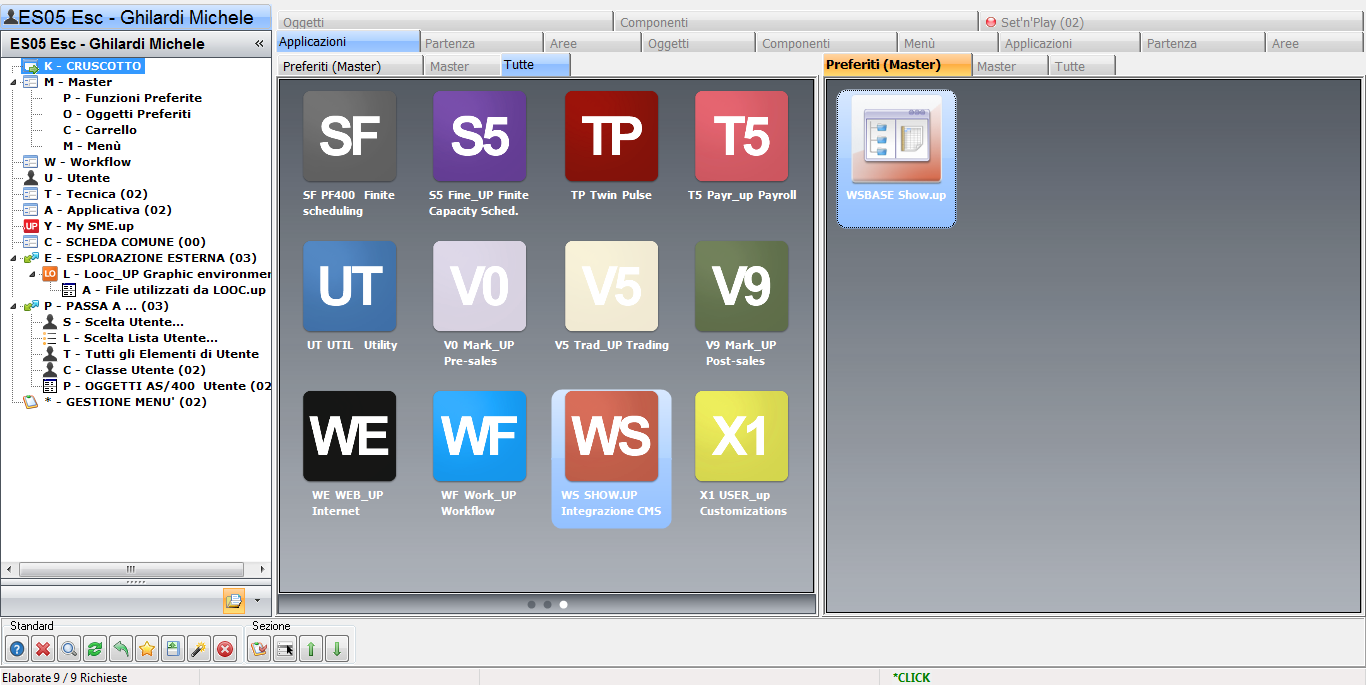 ES05 Esc - Ghilardi Michele
ES05 Esc - Ghilardi Michele «
K - CRUSCOTTO
M - Master
P - Funzioni Preferite
O - Oggetti Preferiti
C - Carrello
M - Menù
W - Workflow
U - Utente
T - Tecnica (02)
A - Applicativa (02)
UP Y - My SME.up
C - SCHEDA COMUNE (00)
E - ESPLORAZIONE ESTERNA (03)
LO L - Looc_UP Graphic environmer
A - File utilizzati da LOOC.up
P - PASSA A ... (03)
S - Scelta Utente...
L - Scelta Lista Utente...
T - Tutti gli Elementi di Utente
C - Classe Utente (02)
P - OGGETTI AS/400 Utente (02
* - GESTIONE MENU' (02)
Oggetti Componenti Set'n'Play (02)
Applicazioni Partenza Aree Oggetti Componenti Menù Applicazioni Partenza Aree
Preferiti (Master) Master Tutte
Preferiti (Master) Master Tutte
SF S5 TP T5
SF PF400 Finite scheduling
S5 Fine_UP Finite Capacity Sched.
TP Twin Pulse
T5 Payr_up Payroll
UT V0 V5 V9
UT UTIL Utility
V0 Mark_UP Pre-sales
V5 Trad_UP Trading
V9 Mark_UP Post-sales
WE WF WS X1
WE WEB_UP Internet
WF Work_UP Workflow
WS SHOW.UP Integrazione CMS
X1 USER_up Customizations
WSBASE Show.up
Standard Sezione
Elaborate 9 / 9 Richieste *CLICK